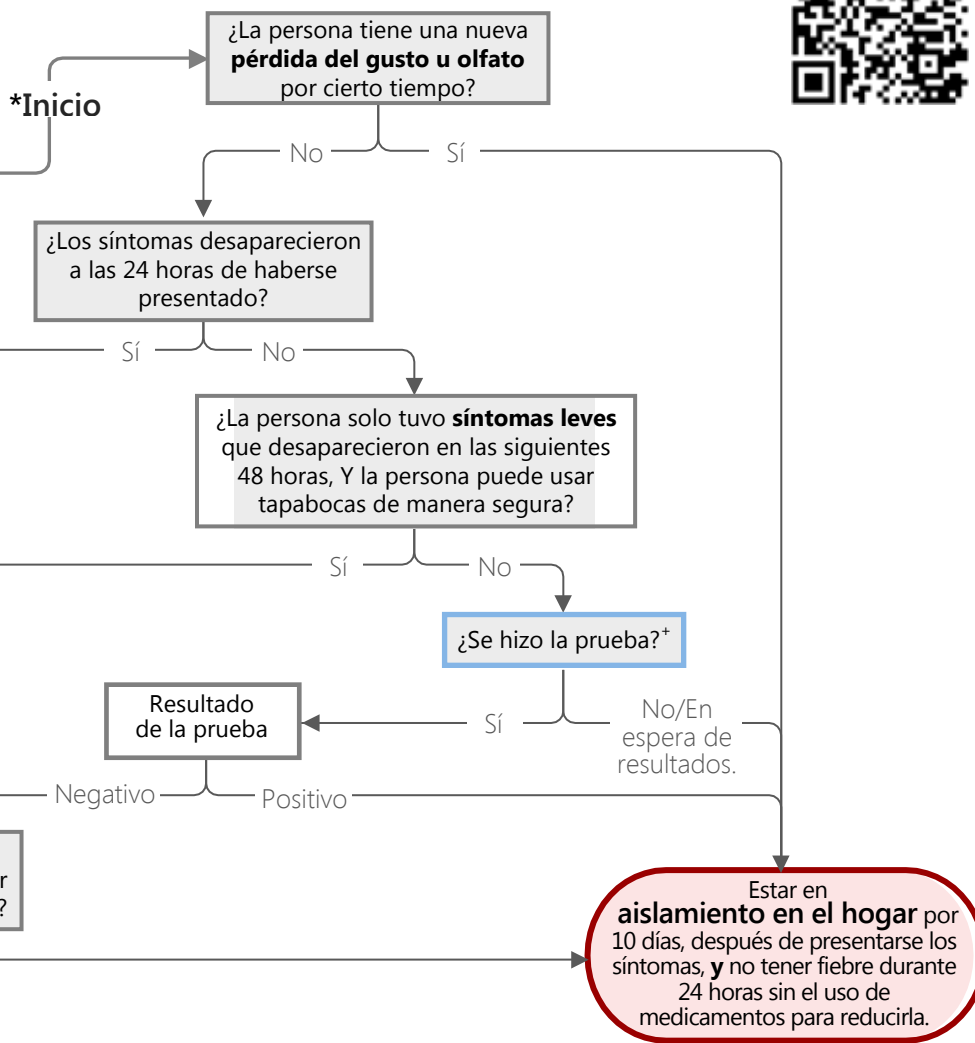 ¿La persona tiene una nueva
pérdida del gusto u olfato
por cierto tiempo?
*Inicio
No
Sí
¿Los síntomas desaparecieron
a las 24 horas de haberse
presentado?
Sí
No
¿La persona solo tuvo síntomas leves
que desaparecieron en las siguientes
48 horas, Y la persona puede usar
tapabocas de manera segura?
Sí
No
¿Se hizo la prueba?⁺
Resultado
de la prueba
Sí
No/En
espera de
resultados.
Negativo
Positivo
r
?
Estar en
aislamiento en el hogar por
10 días, después de presentarse los
síntomas, y no tener fiebre durante
24 horas sin el uso de
medicamentos para reducirla.